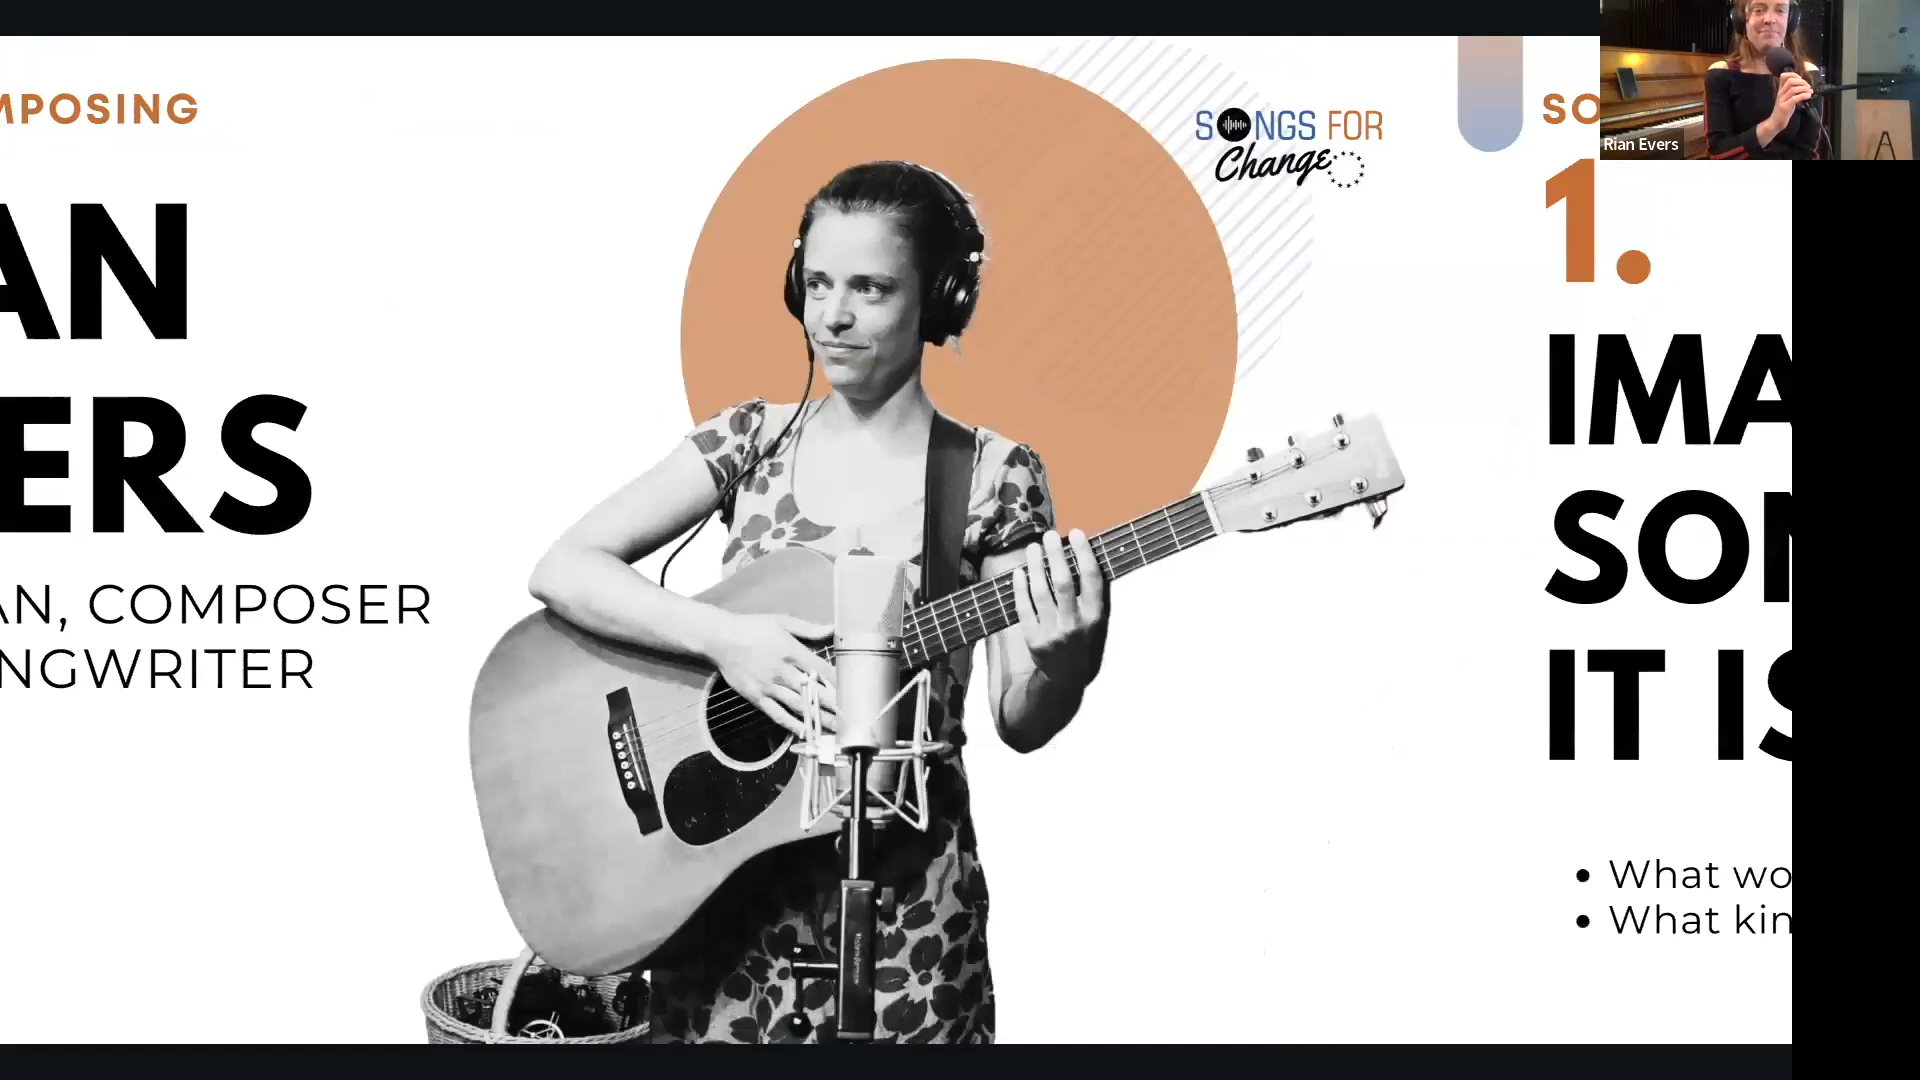 MPOSING
AN
ERS
AN, COMPOSER
NGWRITER
SONGS FOR
Change
SO
1.
IMA
SON
IT IS
• What wo
• What kin
Rian Evers